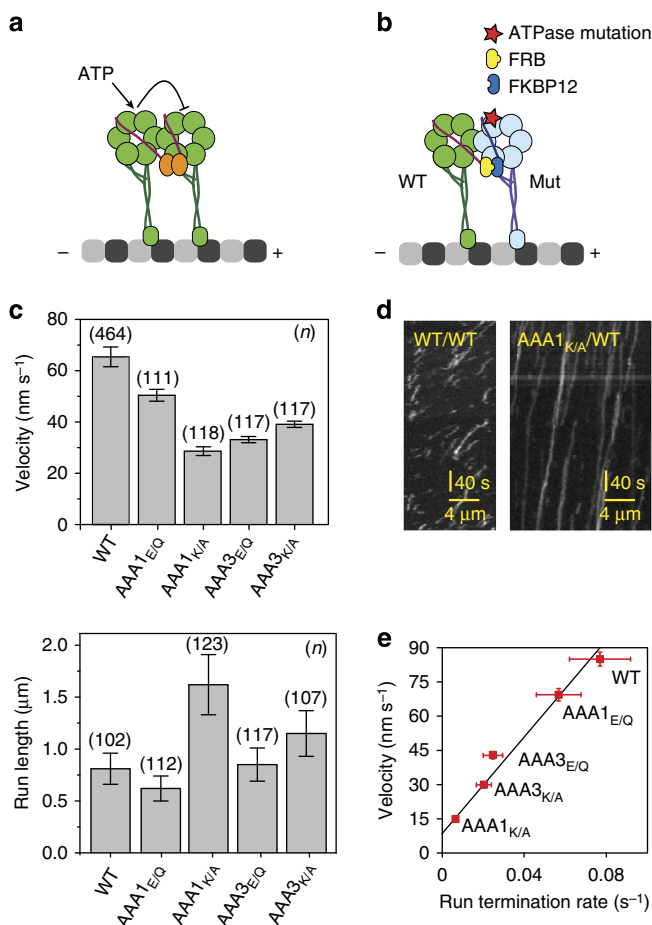 a
ATP
−
+
b
ATPase mutation
FRB
FKBP12
WT
Mut
−
+
c
Velocity (nm s⁻¹)
80
60
40
20
0
(n)
(464)
(111)
(118)
(117)
(117)
WT
AAA1E/Q
AAA1K/A
AAA3E/Q
AAA3K/A
d
WT/WT
40 s
4 μm
AAA1K/A/WT
40 s
4 μm
Run length (μm)
2.0
1.5
1.0
0.5
0.0
(n)
(102)
(112)
(123)
(117)
(107)
WT
AAA1E/Q
AAA1K/A
AAA3E/Q
AAA3K/A
e
Velocity (nm s⁻¹)
90
75
60
45
30
15
0
WT
AAA1E/Q
AAA3E/Q
AAA3K/A
AAA1K/A
0
0.04
0.08
Run termination rate (s⁻¹)